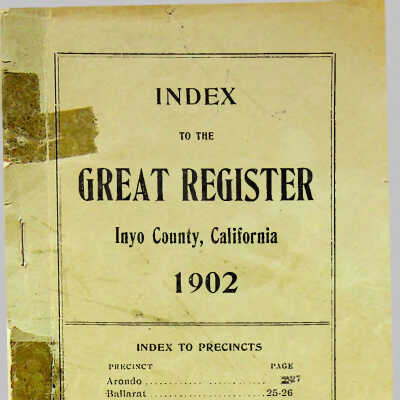 INDEX
TO THE
GREAT REGISTER
Inyo County, California
1902
INDEX TO PRECINCTS
PRECINCT PAGE
Arondo ........................
Ballarat ........................ 25-26